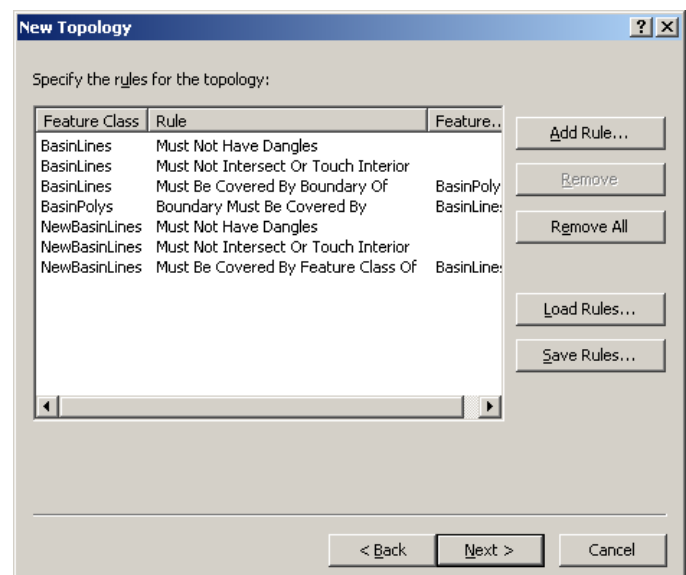 New Topology
Specify the rules for the topology:
Feature Class Rule Feature..
BasinLines Must Not Have Dangles
BasinLines Must Not Intersect Or Touch Interior
BasinLines Must Be Covered By Boundary Of BasinPoly
BasinPolys Boundary Must Be Covered By BasinLine
NewBasinLines Must Not Have Dangles
NewBasinLines Must Not Intersect Or Touch Interior
NewBasinLines Must Be Covered By Feature Class Of BasinLine
Add Rule...
Remove
Remove All
Load Rules...
Save Rules...
< Back Next > Cancel